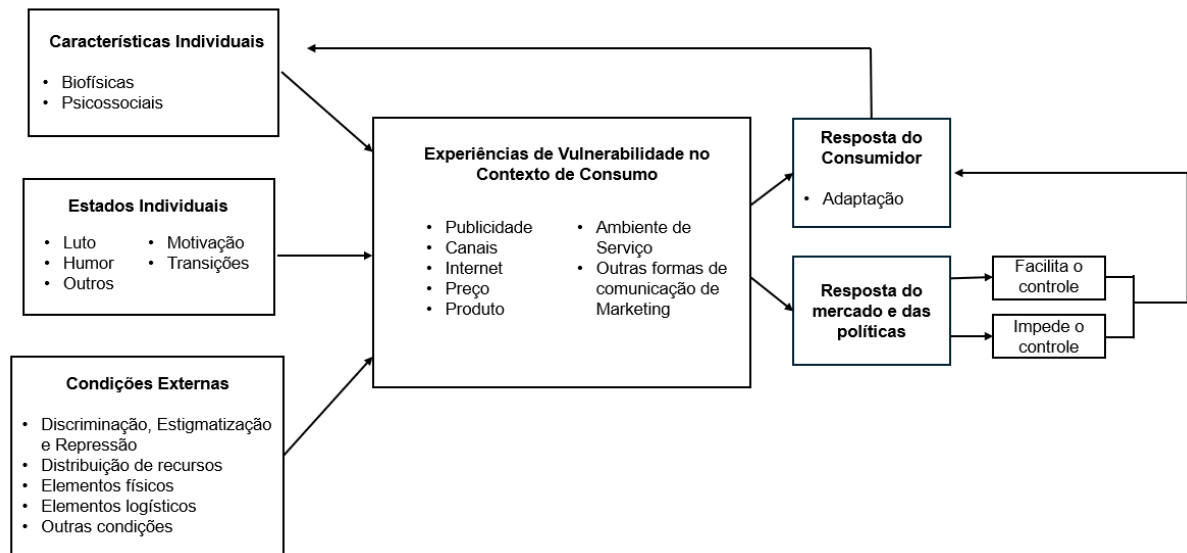 Características Individuais
• Biofísicas
• Psicossociais
Estados Individuais
• Luto
• Humor
• Outros
• Motivação
• Transições
Condições Externas
• Discriminação, Estigmatização
e Repressão
• Distribuição de recursos
• Elementos físicos
• Elementos logísticos
• Outras condições
Experiências de Vulnerabilidade no
Contexto de Consumo
• Publicidade
• Canais
• Internet
• Preço
• Produto
• Ambiente de
Serviço
• Outras formas de
comunicação de
Marketing
Resposta do
Consumidor
• Adaptação
Resposta do
mercado e das
políticas
Facilita o
controle
Impede o
controle